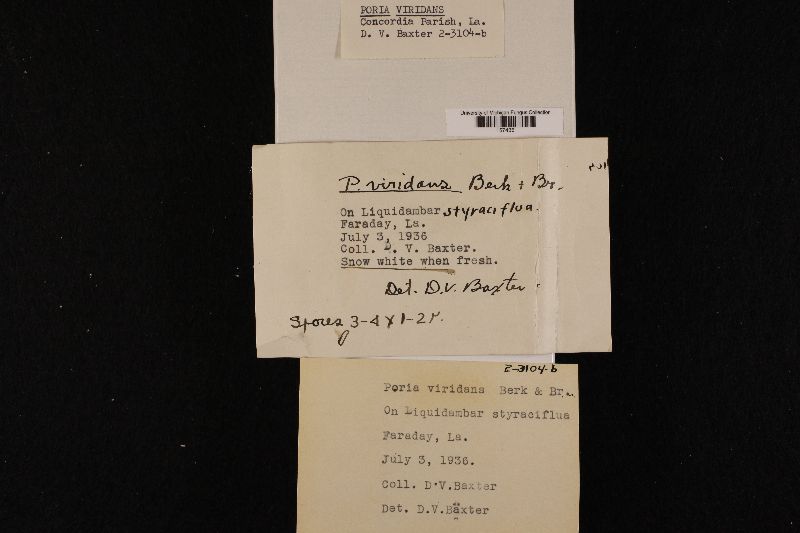 PORIA VIRIDANS
Concordia Parish, La.
D. V. Baxter 2-3104-b
University of Michigan Fungus Collection
P. viridans Berk + Br.
On Liquidambar styraciflua.
Faraday, La.
July 3, 1936
Coll. D. V. Baxter.
Snow white when fresh.
Det. D.V. Baxter.
Spores 3-4 x 1-2µ.
2-3104-b
Poria viridans Berk & Br.
On Liquidambar styraciflua
Faraday, La.
July 3, 1936.
Coll. D.V.Baxter
Det. D.V.Baxter